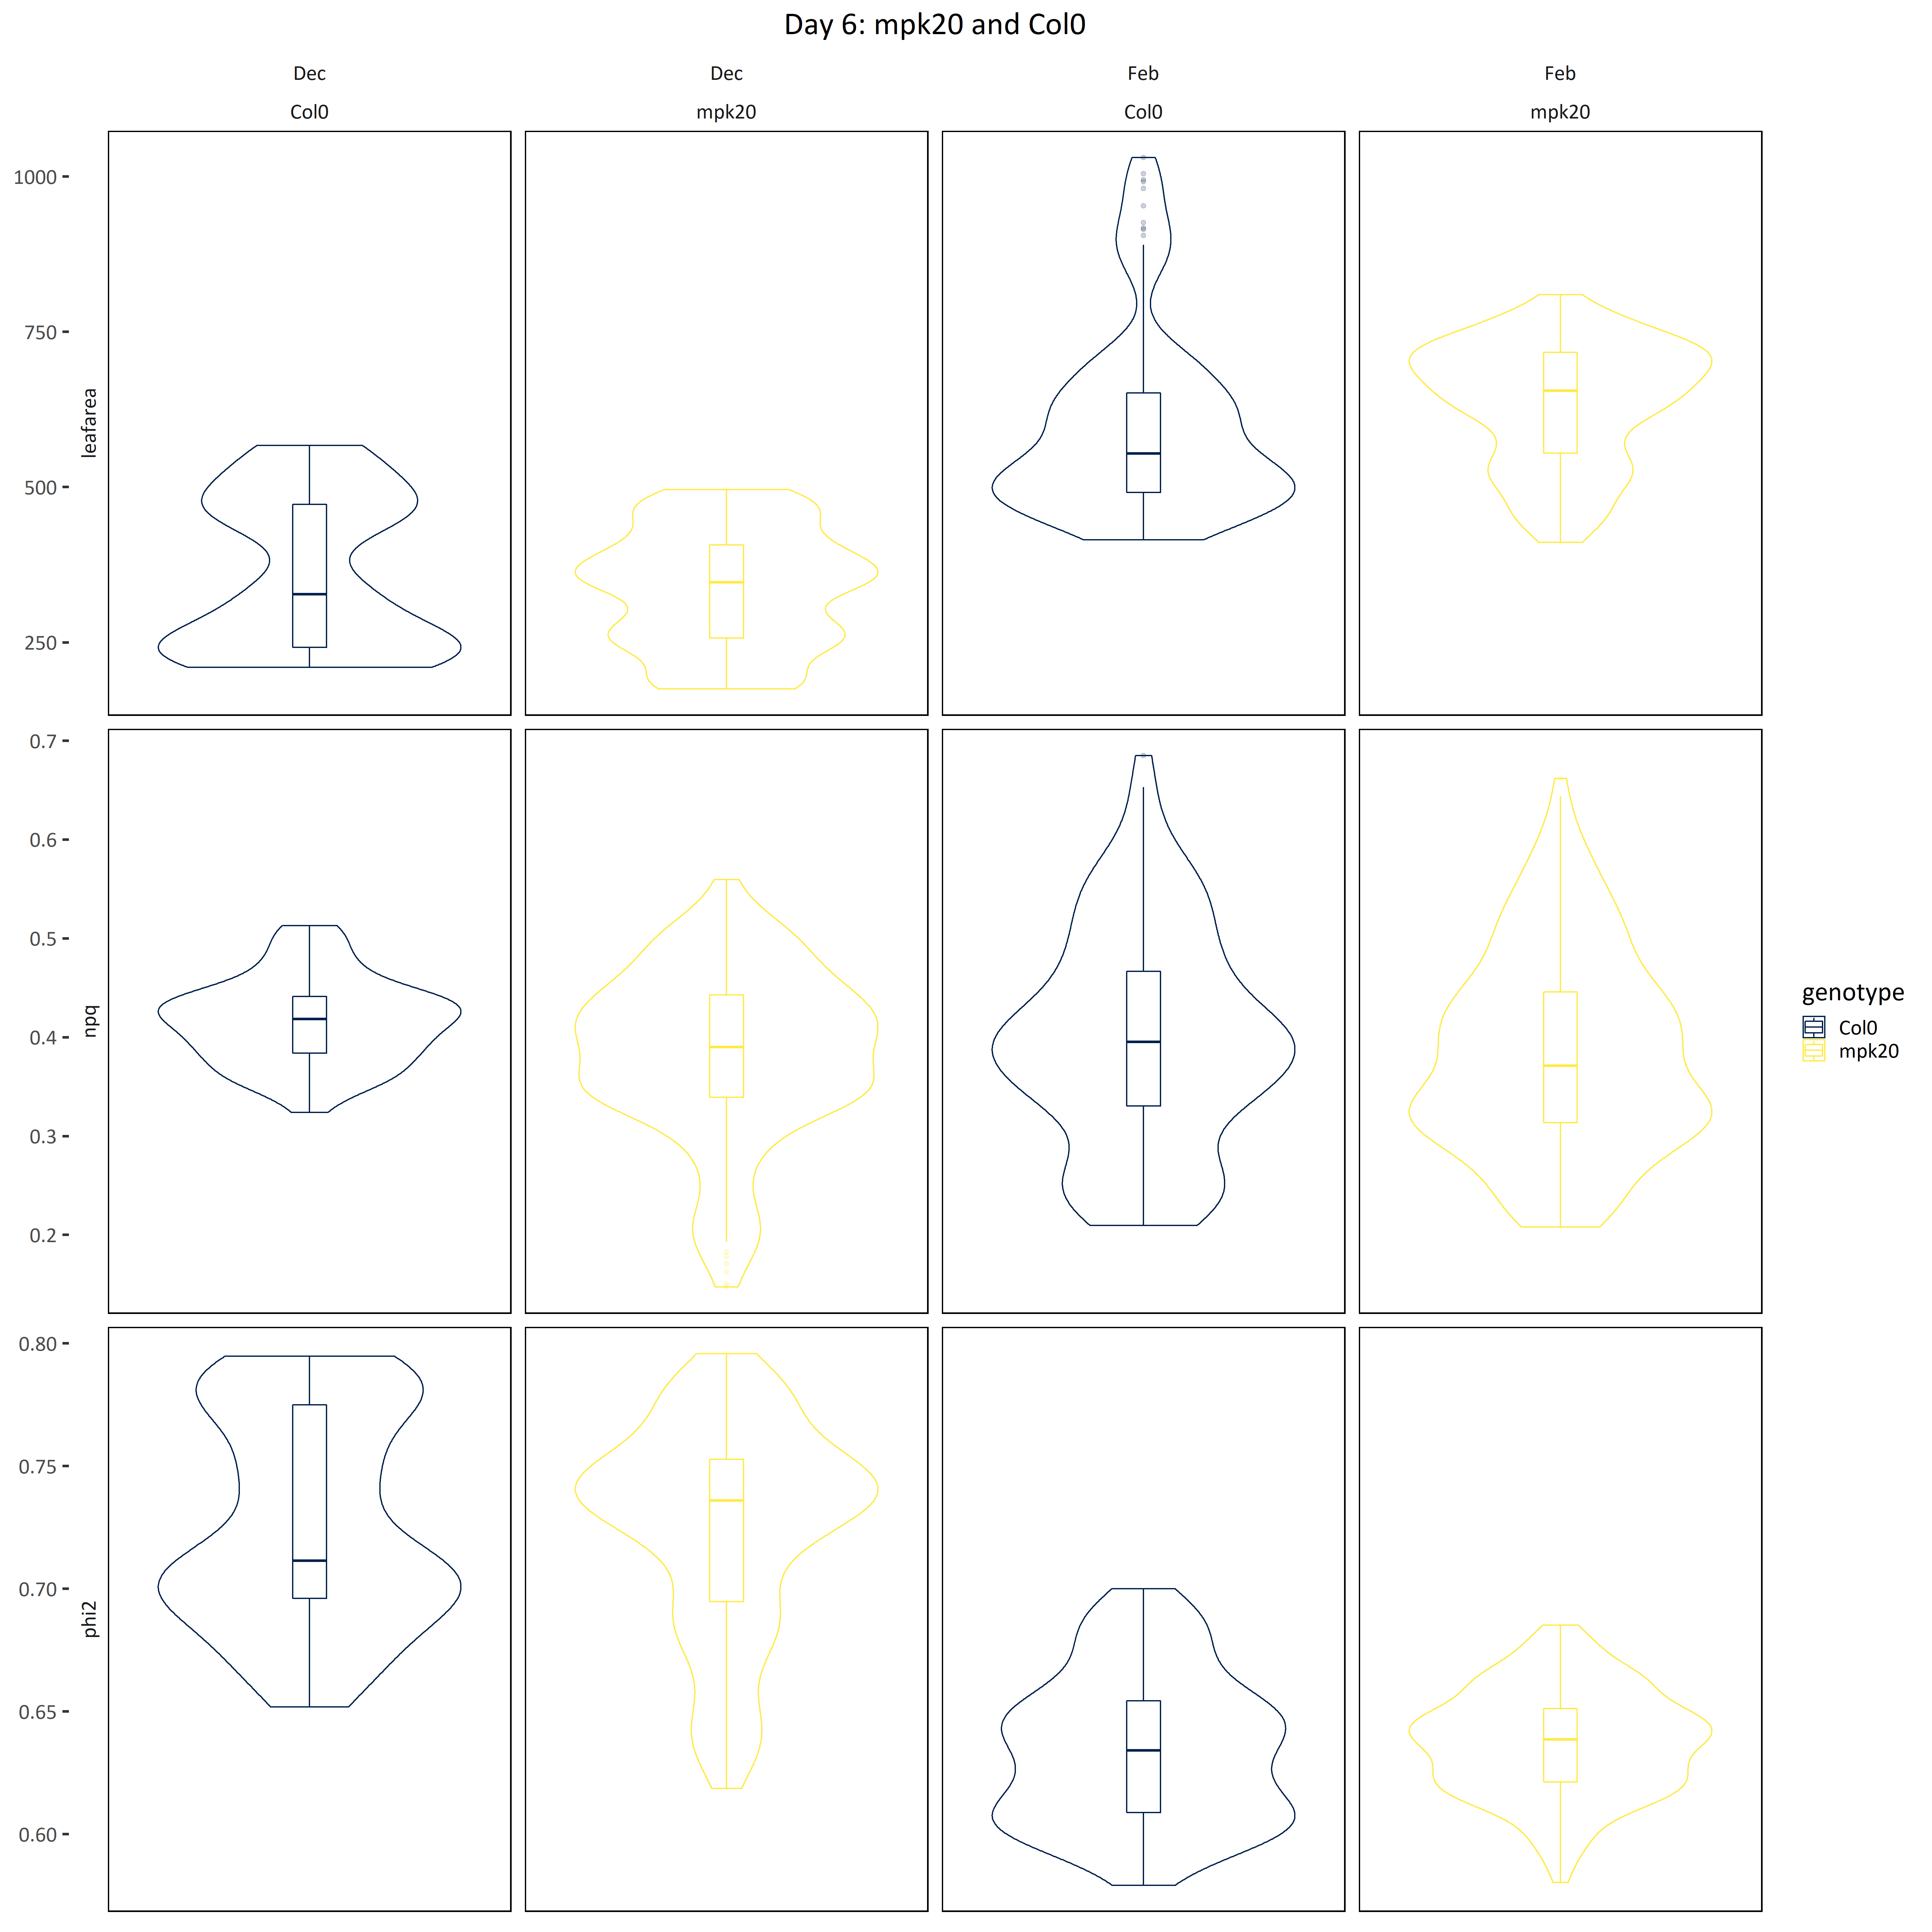 Day 6: mpk20 and Col0
Dec Dec Feb Feb
Col0 mpk20 Col0 mpk20
leafarea
1000
750
500
250
npq
0.7
0.6
0.5
0.4
0.3
0.2
phi2
0.80
0.75
0.70
0.65
0.60
genotype
Col0
mpk20